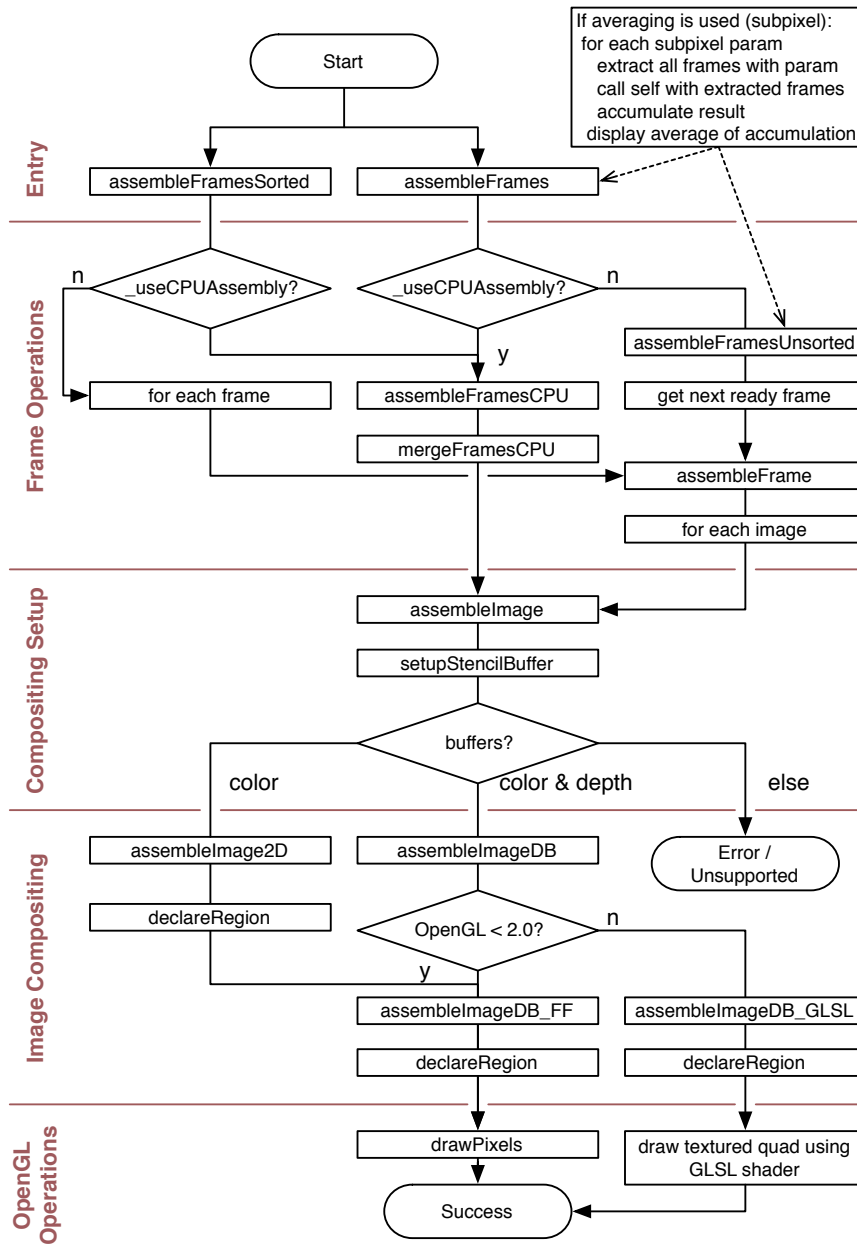 If averaging is used (subpixel):
for each subpixel param
extract all frames with param
call self with extracted frames
accumulate result
display average of accumulation
Start
Entry
assembleFramesSorted
assembleFrames
Frame Operations
n
_useCPUAssembly?
_useCPUAssembly?
n
y
assembleFramesUnsorted
for each frame
assembleFramesCPU
get next ready frame
mergeFramesCPU
assembleFrame
for each image
Compositing Setup
assembleImage
setupStencilBuffer
buffers?
color
color & depth
else
Image Compositing
assembleImage2D
assembleImageDB
Error /
Unsupported
declareRegion
OpenGL < 2.0?
n
y
assembleImageDB_FF
assembleImageDB_GLSL
declareRegion
declareRegion
OpenGL
Operations
drawPixels
draw textured quad using
GLSL shader
Success